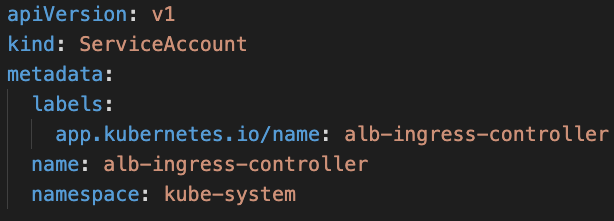 apiVersion: v1
kind: ServiceAccount
metadata:
  labels:
    app.kubernetes.io/name: alb-ingress-controller
  name: alb-ingress-controller
  namespace: kube-system